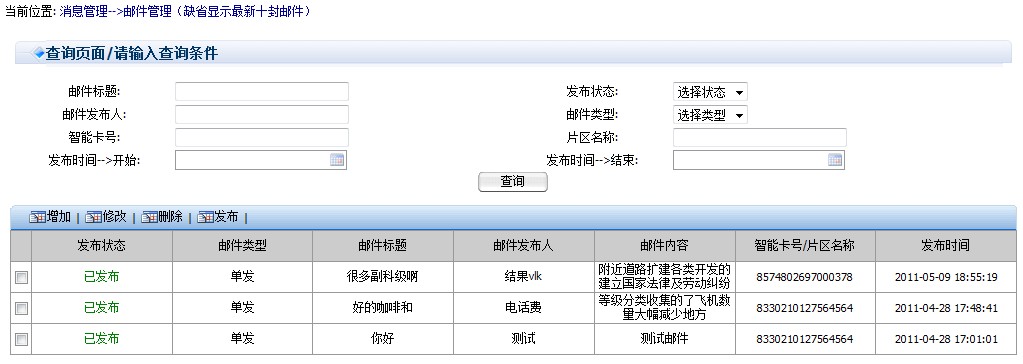 当前位置: 消息管理-->邮件管理（缺省显示最新十封邮件）
查询页面/请输入查询条件
邮件标题: 发布状态: 选择状态
邮件发布人: 邮件类型: 选择类型
智能卡号: 片区名称:
发布时间-->开始: 发布时间-->结束:
查询
增加 | 修改 | 删除 | 发布 |
发布状态 邮件类型 邮件标题 邮件发布人 邮件内容 智能卡号/片区名称 发布时间
已发布 单发 很多副科级啊 结果vlk 附近道路扩建各类开发的 8574802697000378 2011-05-09 18:55:19
建立国家法律及劳动纠纷
已发布 单发 好的咖啡和 电话费 等级分类收集的了飞机数 8330210127564564 2011-04-28 17:48:41
量大幅减少地方
已发布 单发 你好 测试 测试邮件 8330210127564564 2011-04-28 17:01:01